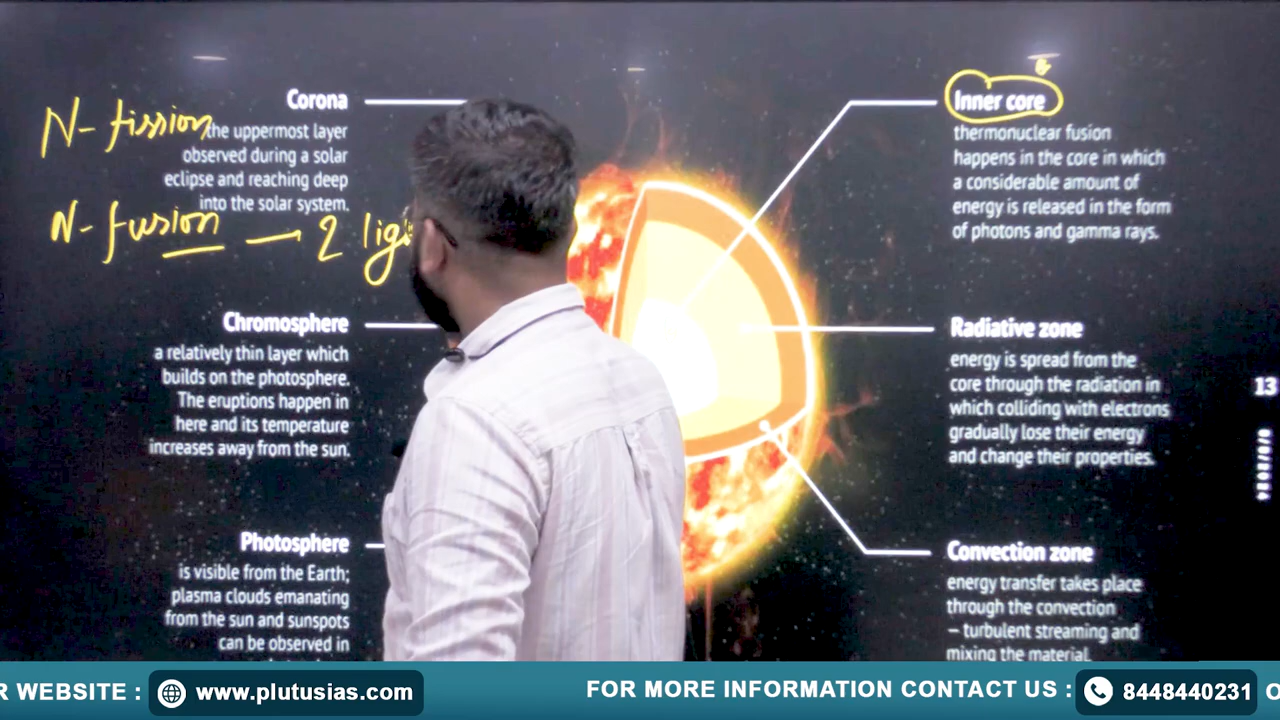 N- fission
N- fusion → 2
Corona
the uppermost layer
observed during a solar
eclipse and reaching deep
into the solar system.
Chromosphere
a relatively thin layer which
builds on the photosphere.
The eruptions happen in
here and its temperature
increases away from the sun.
Photosphere
is visible from the Earth;
plasma clouds emanating
from the sun and sunspots
can be observed in
Inner core
thermonuclear fusion
happens in the core in which
a considerable amount of
energy is released in the form
of photons and gamma rays.
Radiative zone
energy is spread from the
core through the radiation in
which colliding with electrons
gradually lose their energy
and change their properties.
Convection zone
energy transfer takes place
through the convection
– turbulent streaming and
mixing the material.
13
R WEBSITE : www.plutusias.com FOR MORE INFORMATION CONTACT US : 8448440231 O